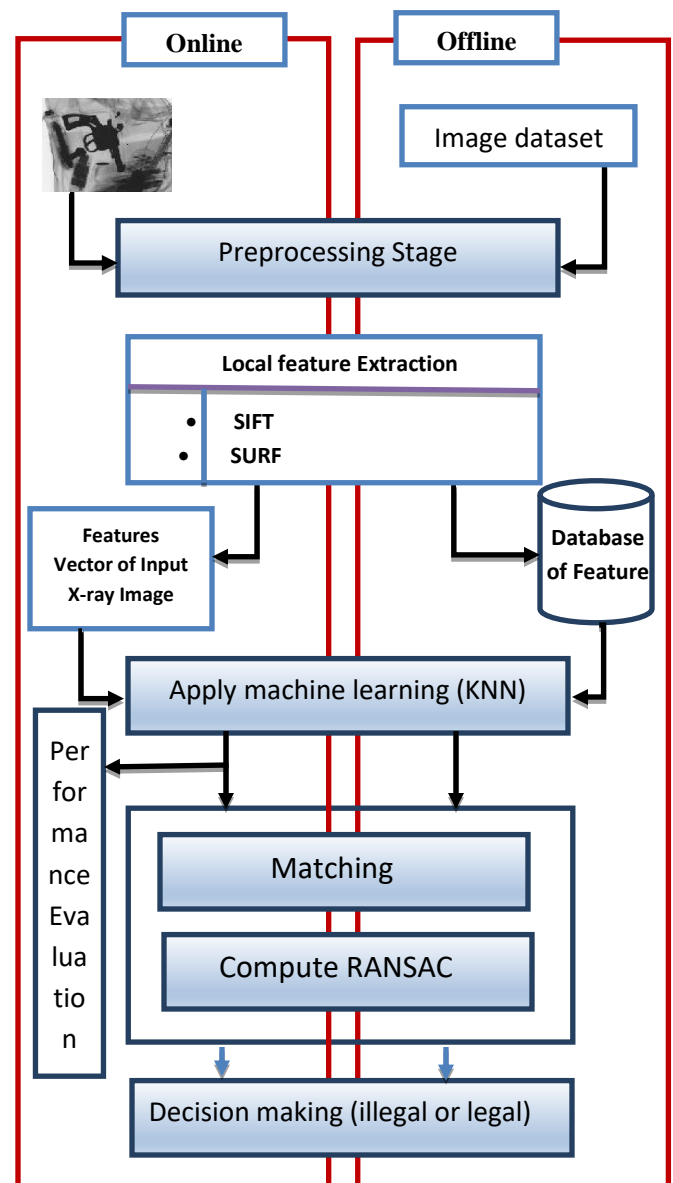 Online
Offline
Image dataset
Preprocessing Stage
Local feature Extraction
• SIFT
• SURF
Features
Vector of Input
X-ray Image
Database
of Feature
Apply machine learning (KNN)
Per
for
ma
nce
Eva
lua
tio
n
Matching
Compute RANSAC
Decision making (illegal or legal)